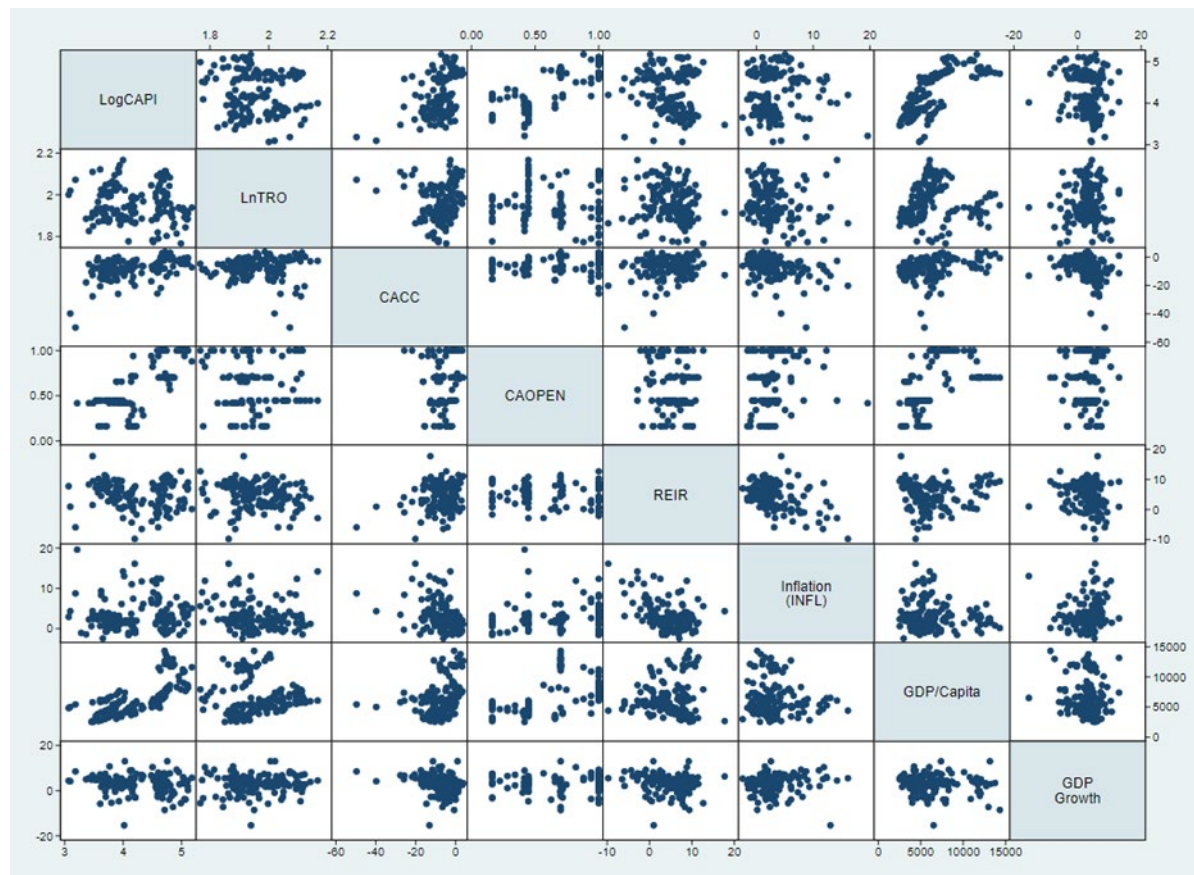 1.8 2 2.2 0.00 0.50 1.00 0 10 20 -20 0 20
LogCAPI
5
4
3
2.2
2
1.8
LnTRO
CACC
0
-20
-40
-60
1.00
0.50
0.00
CAOPEN
REIR
20
10
0
-10
20
10
0
Inflation
(INFL)
GDP/Capita
15000
10000
5000
0
20
0
-20
GDP
Growth
3 4 5 -60 -40 -20 0 -10 0 10 20 0 5000 10000 15000